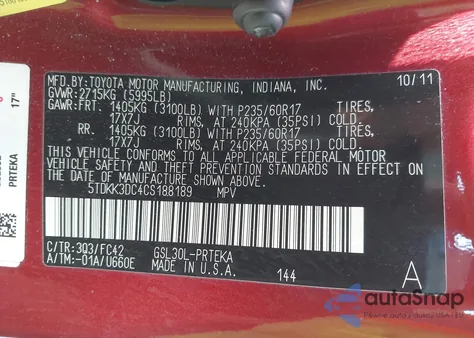 MFD.BY:TOYOTA MOTOR MANUFACTURING, INDIANA, INC.
10/11
GVWR: 2715KG (5985LB)
GAWR:FRT. 1405KG (3100LB) WITH P235/60R17 TIRES,
17X7J RIMS, AT 240KPA (35PSI) COLD.
RR. 1405KG (3100LB) WITH P235/60R17 TIRES,
17X7J RIMS, AT 240KPA (35PSI) COLD.
THIS VEHICLE CONFORMS TO ALL APPLICABLE FEDERAL MOTOR
VEHICLE SAFETY AND THEFT PREVENTION STANDARDS IN EFFECT ON
THE DATE OF MANUFACTURE SHOWN ABOVE.
5TDKK3DC4CS188189 MPV
C/TR:3Q3/FC42 GSL30L-PRTEKA
A/TM:-01A/U660E MADE IN U.S.A. 144 A
17"
PRTEKA
autoSnap